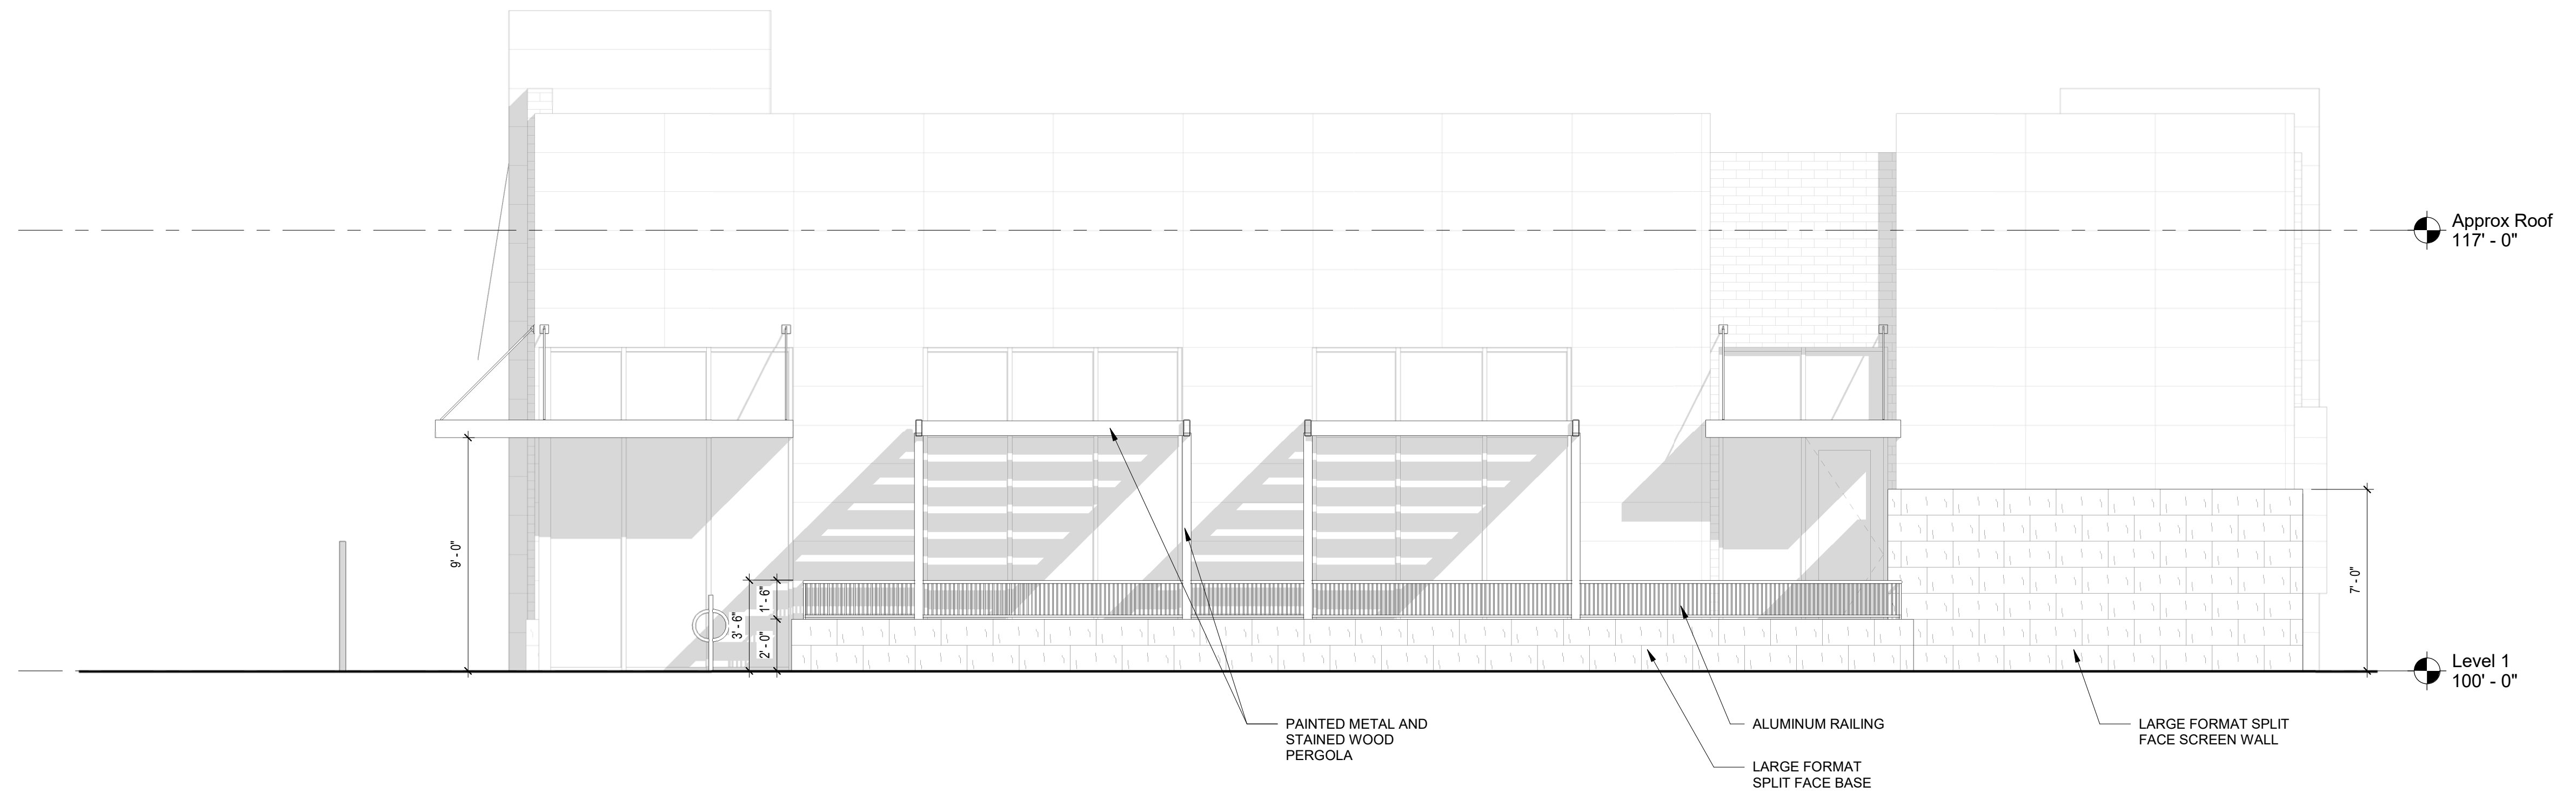 Approx Roof
117' - 0"
9' - 0"
3' - 6"
1' - 6"
2' - 0"
7' - 0"
Level 1
100' - 0"
PAINTED METAL AND
STAINED WOOD
PERGOLA
ALUMINUM RAILING
LARGE FORMAT
SPLIT FACE BASE
LARGE FORMAT SPLIT
FACE SCREEN WALL